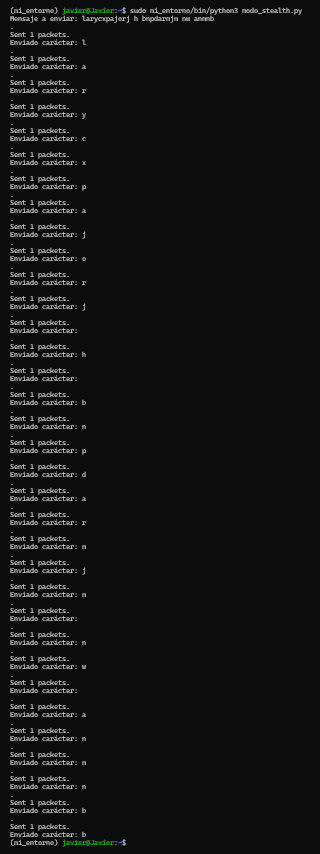 (mi_entorno) javier@Javier:~$ sudo mi_entorno/bin/python3 modo_stealth.py
Mensaje a enviar: larycxpajorj h bnpdarmjm nw anmnb
.
Sent 1 packets.
Enviado carácter: l
.
Sent 1 packets.
Enviado carácter: a
.
Sent 1 packets.
Enviado carácter: r
.
Sent 1 packets.
Enviado carácter: y
.
Sent 1 packets.
Enviado carácter: c
.
Sent 1 packets.
Enviado carácter: x
.
Sent 1 packets.
Enviado carácter: p
.
Sent 1 packets.
Enviado carácter: a
.
Sent 1 packets.
Enviado carácter: j
.
Sent 1 packets.
Enviado carácter: o
.
Sent 1 packets.
Enviado carácter: r
.
Sent 1 packets.
Enviado carácter: j
.
Sent 1 packets.
Enviado carácter:
.
Sent 1 packets.
Enviado carácter: h
.
Sent 1 packets.
Enviado carácter:
.
Sent 1 packets.
Enviado carácter: b
.
Sent 1 packets.
Enviado carácter: n
.
Sent 1 packets.
Enviado carácter: p
.
Sent 1 packets.
Enviado carácter: d
.
Sent 1 packets.
Enviado carácter: a
.
Sent 1 packets.
Enviado carácter: r
.
Sent 1 packets.
Enviado carácter: m
.
Sent 1 packets.
Enviado carácter: j
.
Sent 1 packets.
Enviado carácter: m
.
Sent 1 packets.
Enviado carácter:
.
Sent 1 packets.
Enviado carácter: n
.
Sent 1 packets.
Enviado carácter: w
.
Sent 1 packets.
Enviado carácter:
.
Sent 1 packets.
Enviado carácter: a
.
Sent 1 packets.
Enviado carácter: n
.
Sent 1 packets.
Enviado carácter: m
.
Sent 1 packets.
Enviado carácter: n
.
Sent 1 packets.
Enviado carácter: b
.
Sent 1 packets.
Enviado carácter: b
(mi_entorno) javier@Javier:~$